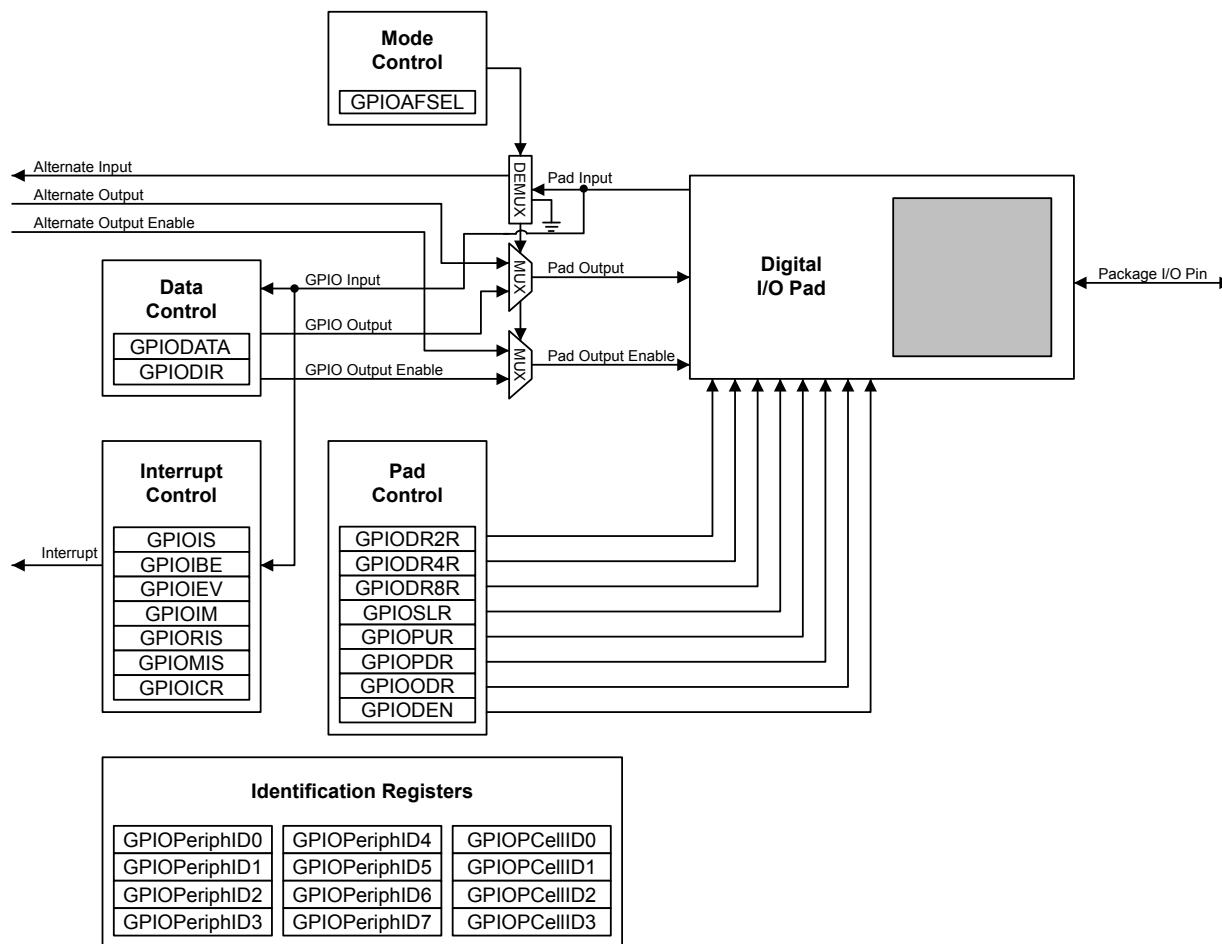 Mode
Control
GPIOAFSEL
Alternate Input
Alternate Output
Alternate Output Enable
DEMUX
Pad Input
MUX
Pad Output
MUX
Pad Output Enable
Digital
I/O Pad
Package I/O Pin
Data
Control
GPIODATA
GPIODIR
GPIO Input
GPIO Output
GPIO Output Enable
Interrupt
Control
GPIOIS
GPIOIBE
GPIOIEV
GPIOIM
GPIORIS
GPIOMIS
GPIOICR
Interrupt
Pad
Control
GPIODR2R
GPIODR4R
GPIODR8R
GPIOSLR
GPIOPUR
GPIOPDR
GPIOODR
GPIODEN
Identification Registers
GPIOPeriphID0 GPIOPeriphID4 GPIOPCellID0
GPIOPeriphID1 GPIOPeriphID5 GPIOPCellID1
GPIOPeriphID2 GPIOPeriphID6 GPIOPCellID2
GPIOPeriphID3 GPIOPeriphID7 GPIOPCellID3